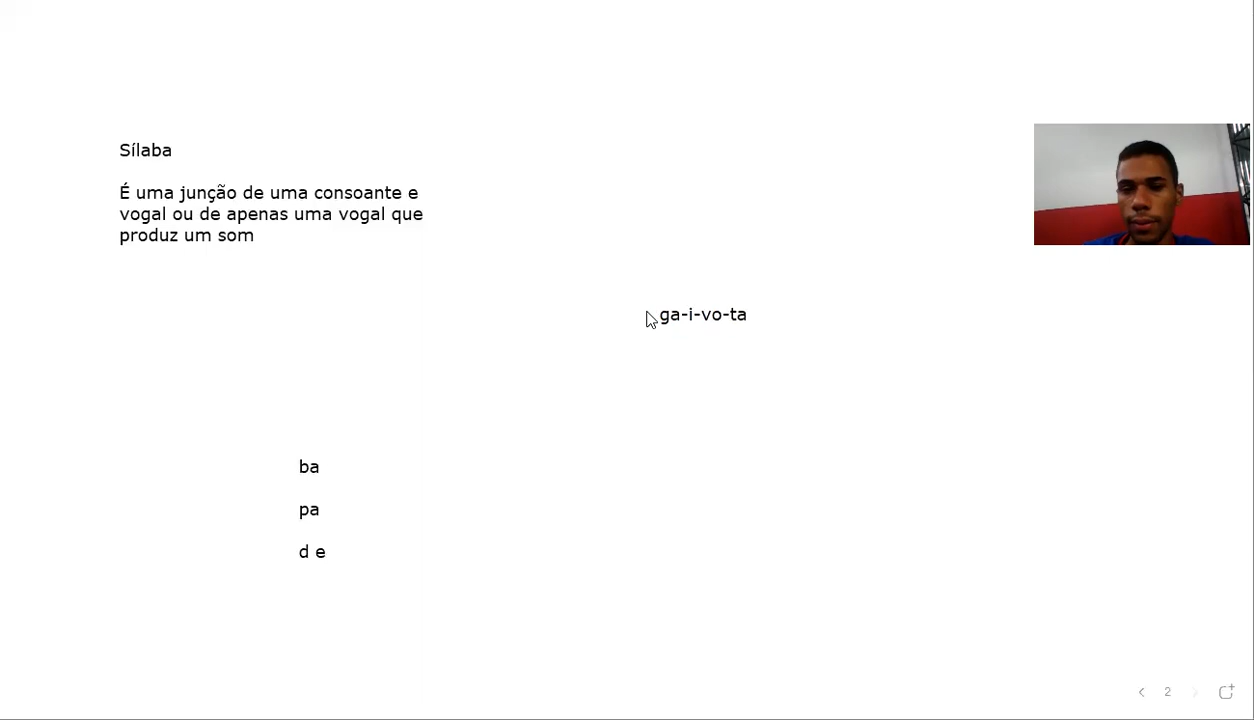 Sílaba
É uma junção de uma consoante e
vogal ou de apenas uma vogal que
produz um som
ga-i-vo-ta
ba
pa
d e
2